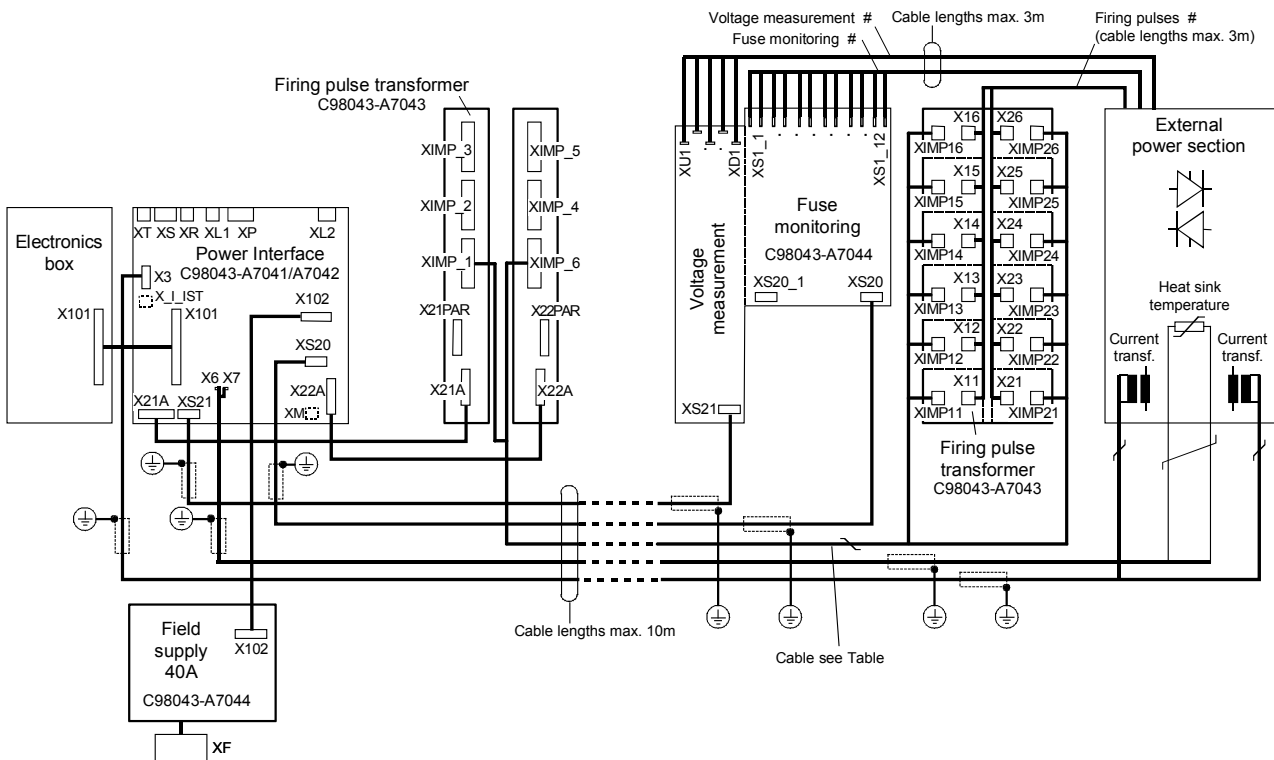 Voltage measurement #
Fuse monitoring #
Cable lengths max. 3m
Firing pulses #
(cable lengths max. 3m)
Firing pulse transformer
C98043-A7043
XIMP_3
XIMP_2
XIMP_1
X21PAR
X21A
XIMP_5
XIMP_4
XIMP_6
X22PAR
X22A
Electronics
box
X101
XT XS XR XL1 XP XL2
Power Interface
C98043-A7041/A7042
X3
X_I_IST
X101
X102
XS20
X6 X7
X22A
XM
X21A
XS21
XU1
XD1
Voltage
measurement
XS21
XS1_1
XS1_12
Fuse
monitoring
C98043-A7044
XS20_1
XS20
X16 X26
XIMP16 XIMP26
X15 X25
XIMP15 XIMP25
X14 X24
XIMP14 XIMP24
X13 X23
XIMP13 XIMP23
X12 X22
XIMP12 XIMP22
X11 X21
XIMP11 XIMP21
Firing pulse
transformer
C98043-A7043
External
power section
Heat sink
temperature
Current
transf.
Current
transf.
Cable lengths max. 10m
Cable see Table
Field
supply
40A
X102
C98043-A7044
XF